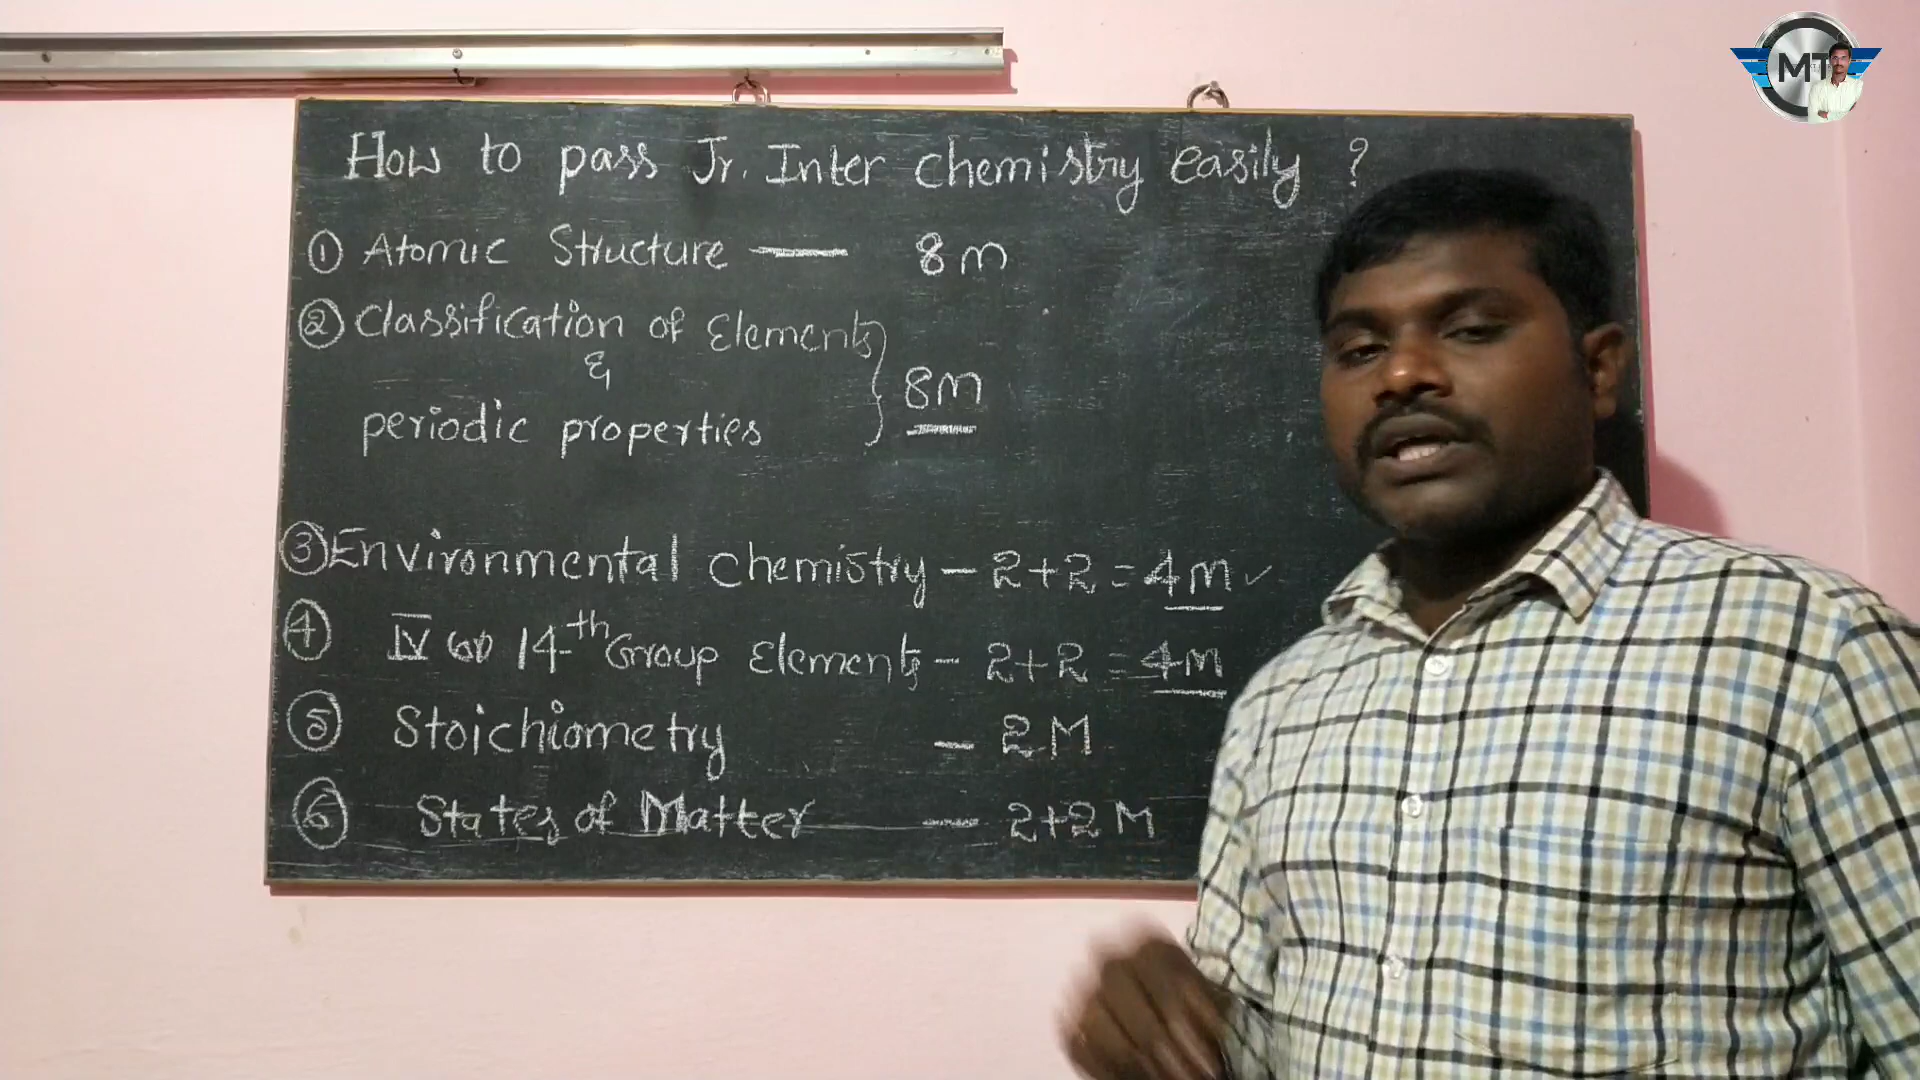 How to pass Jr. Inter chemistry easily ?
① Atomic Structure — 8m
② Classification of Elements
&
periodic properties } 8m
③ Environmental chemistry - 2+2 = 4m ✓
④ IV (or) 14th Group Elements - 2+2 = 4M
⑤ Stoichiometry - 2M
⑥ States of Matter - 2+2 M
MT